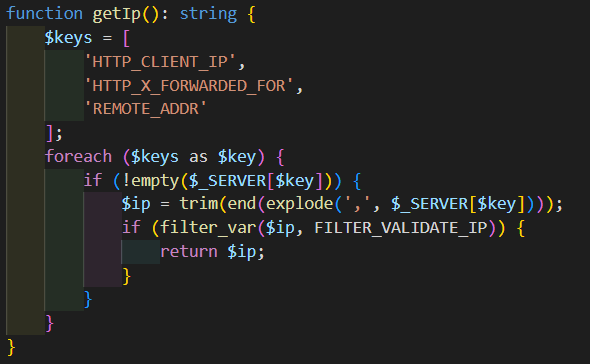 function getIp(): string {
    $keys = [
        'HTTP_CLIENT_IP',
        'HTTP_X_FORWARDED_FOR',
        'REMOTE_ADDR'
    ];
    foreach ($keys as $key) {
        if (!empty($_SERVER[$key])) {
            $ip = trim(end(explode(',', $_SERVER[$key])));
            if (filter_var($ip, FILTER_VALIDATE_IP)) {
                return $ip;
            }
        }
    }
}